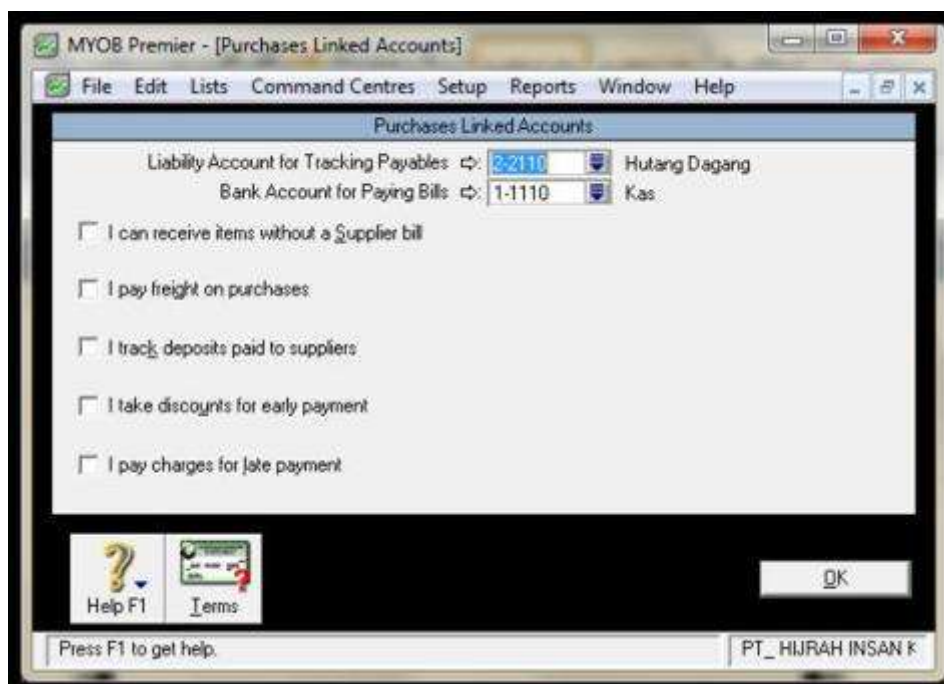 MYOB Premier - [Purchases Linked Accounts]
File Edit Lists Command Centres Setup Reports Window Help
Purchases Linked Accounts
Liability Account for Tracking Payables ⇨: 2-2110 Hutang Dagang
Bank Account for Paying Bills ⇨: 1-1110 Kas
I can receive items without a Supplier bill
I pay freight on purchases
I track deposits paid to suppliers
I take discounts for early payment
I pay charges for late payment
Help F1 Terms
OK
Press F1 to get help. PT_ HIJRAH INSAN K